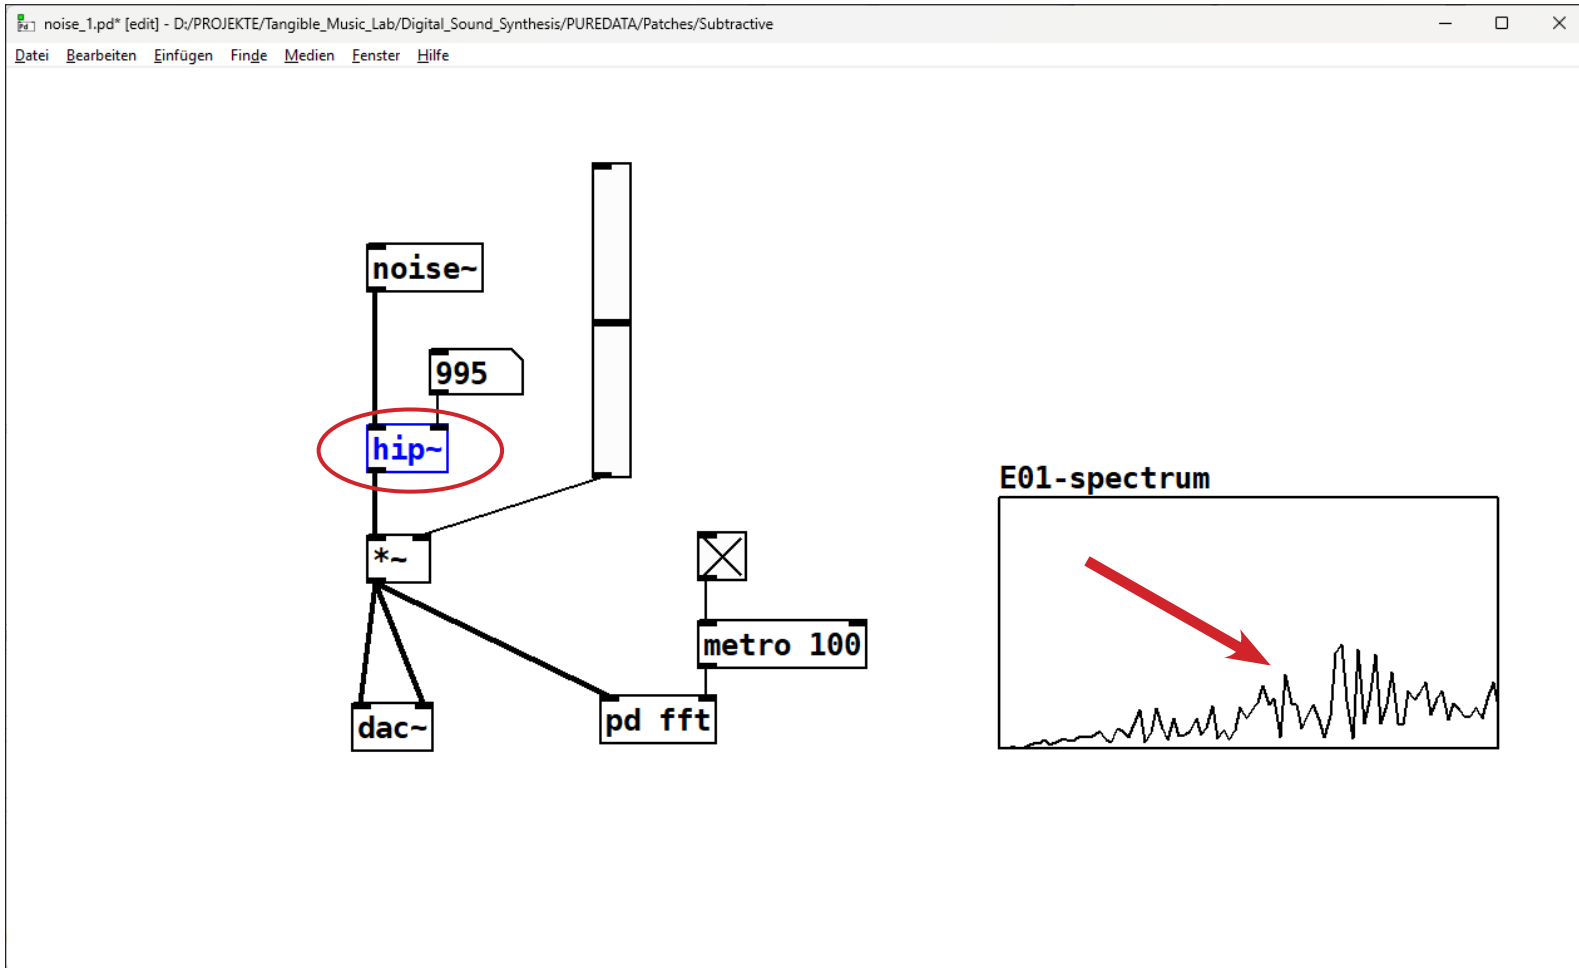 noise_1.pd* [edit] - D:/PROJEKTE/Tangible_Music_Lab/Digital_Sound_Synthesis/PUREDATA/Patches/Subtractive
Datei Bearbeiten Einfügen Finde Medien Fenster Hilfe
noise~
995
hip~
*~
dac~
metro 100
pd fft
E01-spectrum